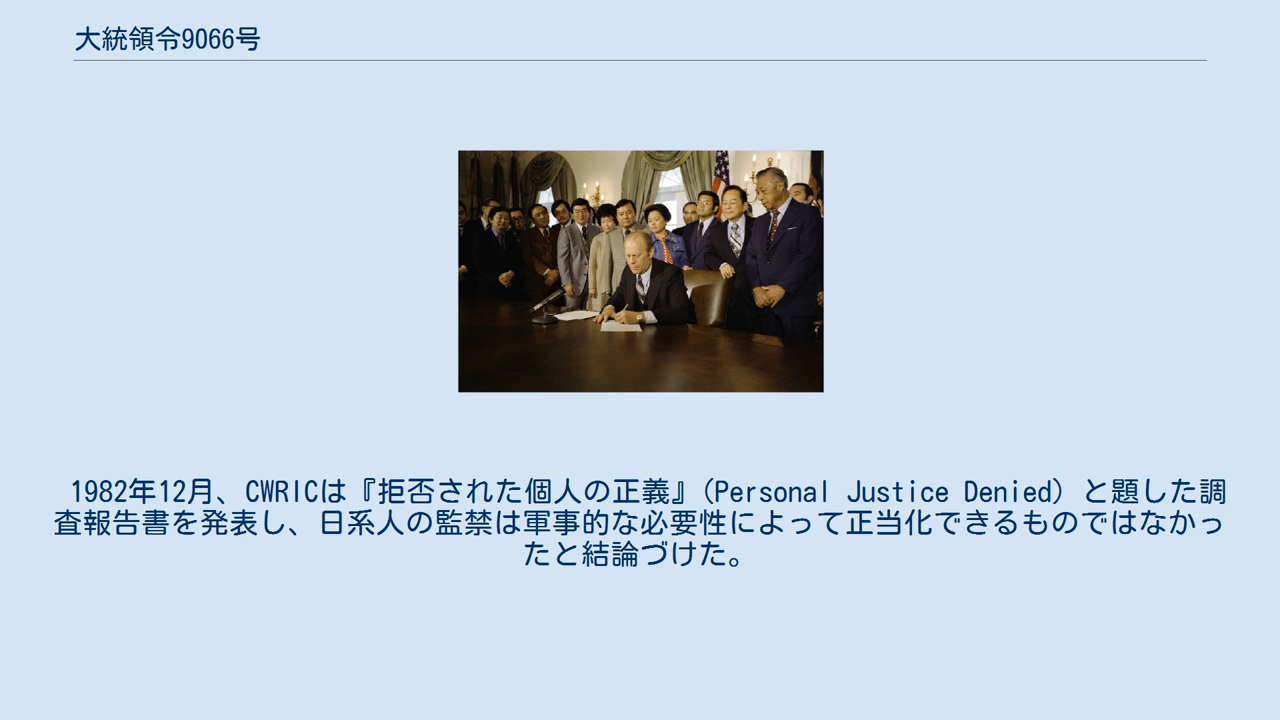 大統領令9066号
1982年12月、CWRICは『拒否された個人の正義』(Personal Justice Denied) と題した調
査報告書を発表し、日系人の監禁は軍事的な必要性によって正当化できるものではなかっ
たと結論づけた。